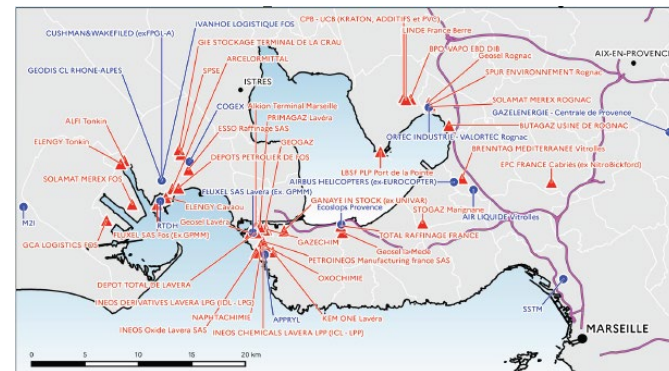 CPB - UCB (KRATON, ADDITIFS et PVC)
IVANHOE LOGISTIQUE FOS
LINDE France Berre
CUSHMAN&WAKEFILED (exFPGL-A)
GIE STOCKAGE TERMINAL DE LA CRAU
BPO VAPO EBD DIB
ARCELORMITTAL
Geosel Rognac
AIX-EN-PROVENCE
SPSE
SPUR ENVIRONNEMENT Rognac
GEODIS CL RHONE-ALPES
ISTRES
SOLAMAT MEREX ROGNAC
COGEX
Alkion Terminal Marseille
GAZELENERGIE - Centrale de Provence
PRIMAGAZ Lavéra
ORTEC INDUSTRIE - VALORTEC Rognac
ALFI Tonkin
ESSO Raffinage SAS
BUTAGAZ USINE DE ROGNAC
GEOGAZ
ELENGY Tonkin
DEPOTS PETROLIER DE FOS
BRENNTAG MEDITERRANEE Vitrolles
LBSF PLP Port de la Pointe
EPC FRANCE Cabriés (ex NitroBickford)
SOLAMAT MEREX FOS
AIRBUS HELICOPTERS (ex-EUROCOPTER)
FLUXEL SAS Lavera (Ex. GPMM)
GANAYE IN STOCK (ex UNIVAR)
ELENGY Cavaou
Ecoslops Provence
STOGAZ Marignane
AIR LIQUIDE Vitrolles
M2I
RTDH
Geosel Lavéra
FLUXEL SAS Fos (Ex GPMM)
TOTAL RAFFINAGE FRANCE
GCA LOGISTICS FOS
GAZECHIM
GeoselLaMede
PETROINEOS Manufacturing france SAS
DEPOT TOTAL DE LAVERA
OXOCHIMIE
INEOS DERIVATIVES LAVERA LPG (IDL - LPG)
SSTM
NAPHTACHIMIE
APPRYL
KEM ONE Lavéra
INEOS Oxide Lavera SAS
INEOS CHEMICALS LAVERA LPP (ICL - LPP)
MARSEILLE
0 5 10 15 20 km